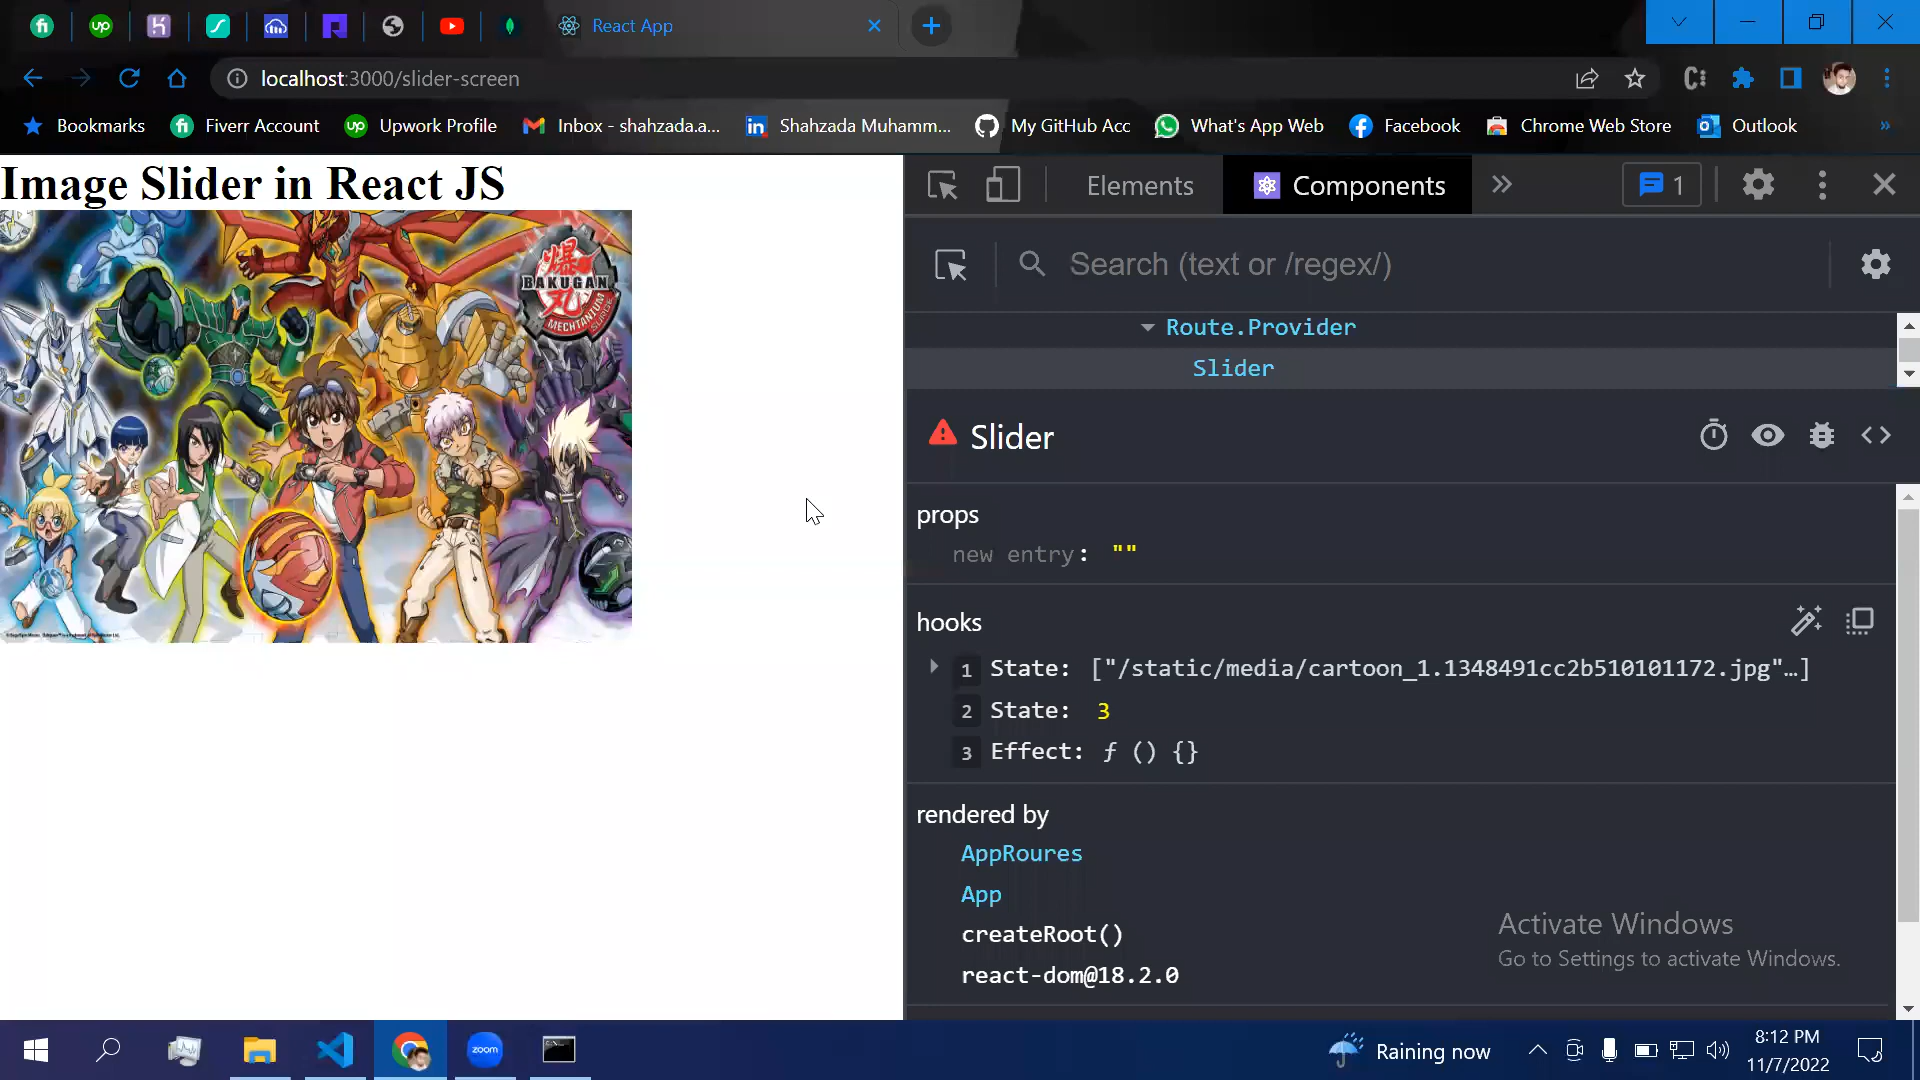 React App
localhost:3000/slider-screen
Bookmarks
Fiverr Account
Upwork Profile
Inbox - shahzada.a...
Shahzada Muhamm...
My GitHub Acc
What's App Web
Facebook
Chrome Web Store
Outlook
Image Slider in React JS
爆
BAKUGAN
丸
MECHTANIUM
SURGE
Elements
Components
1
Search (text or /regex/)
Route.Provider
Slider
Slider
props
new entry: ""
hooks
1 State: ["/static/media/cartoon_1.1348491cc2b510101172.jpg"…]
2 State: 3
3 Effect: ƒ () {}
rendered by
AppRoures
App
createRoot()
react-dom@18.2.0
Activate Windows
Go to Settings to activate Windows.
zoom
Raining now
8:12 PM
11/7/2022